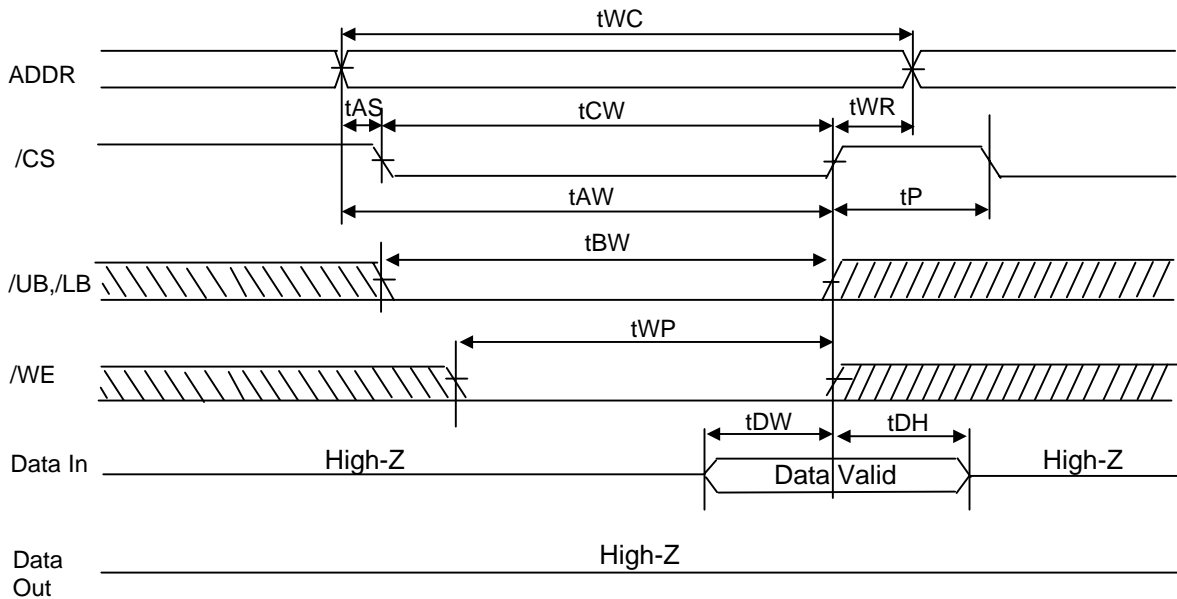 tWC
ADDR
tAS
tCW
tWR
/CS
tAW
tP
tBW
/UB,/LB
tWP
/WE
tDW
tDH
Data In
High-Z
Data Valid
High-Z
High-Z
Data
Out